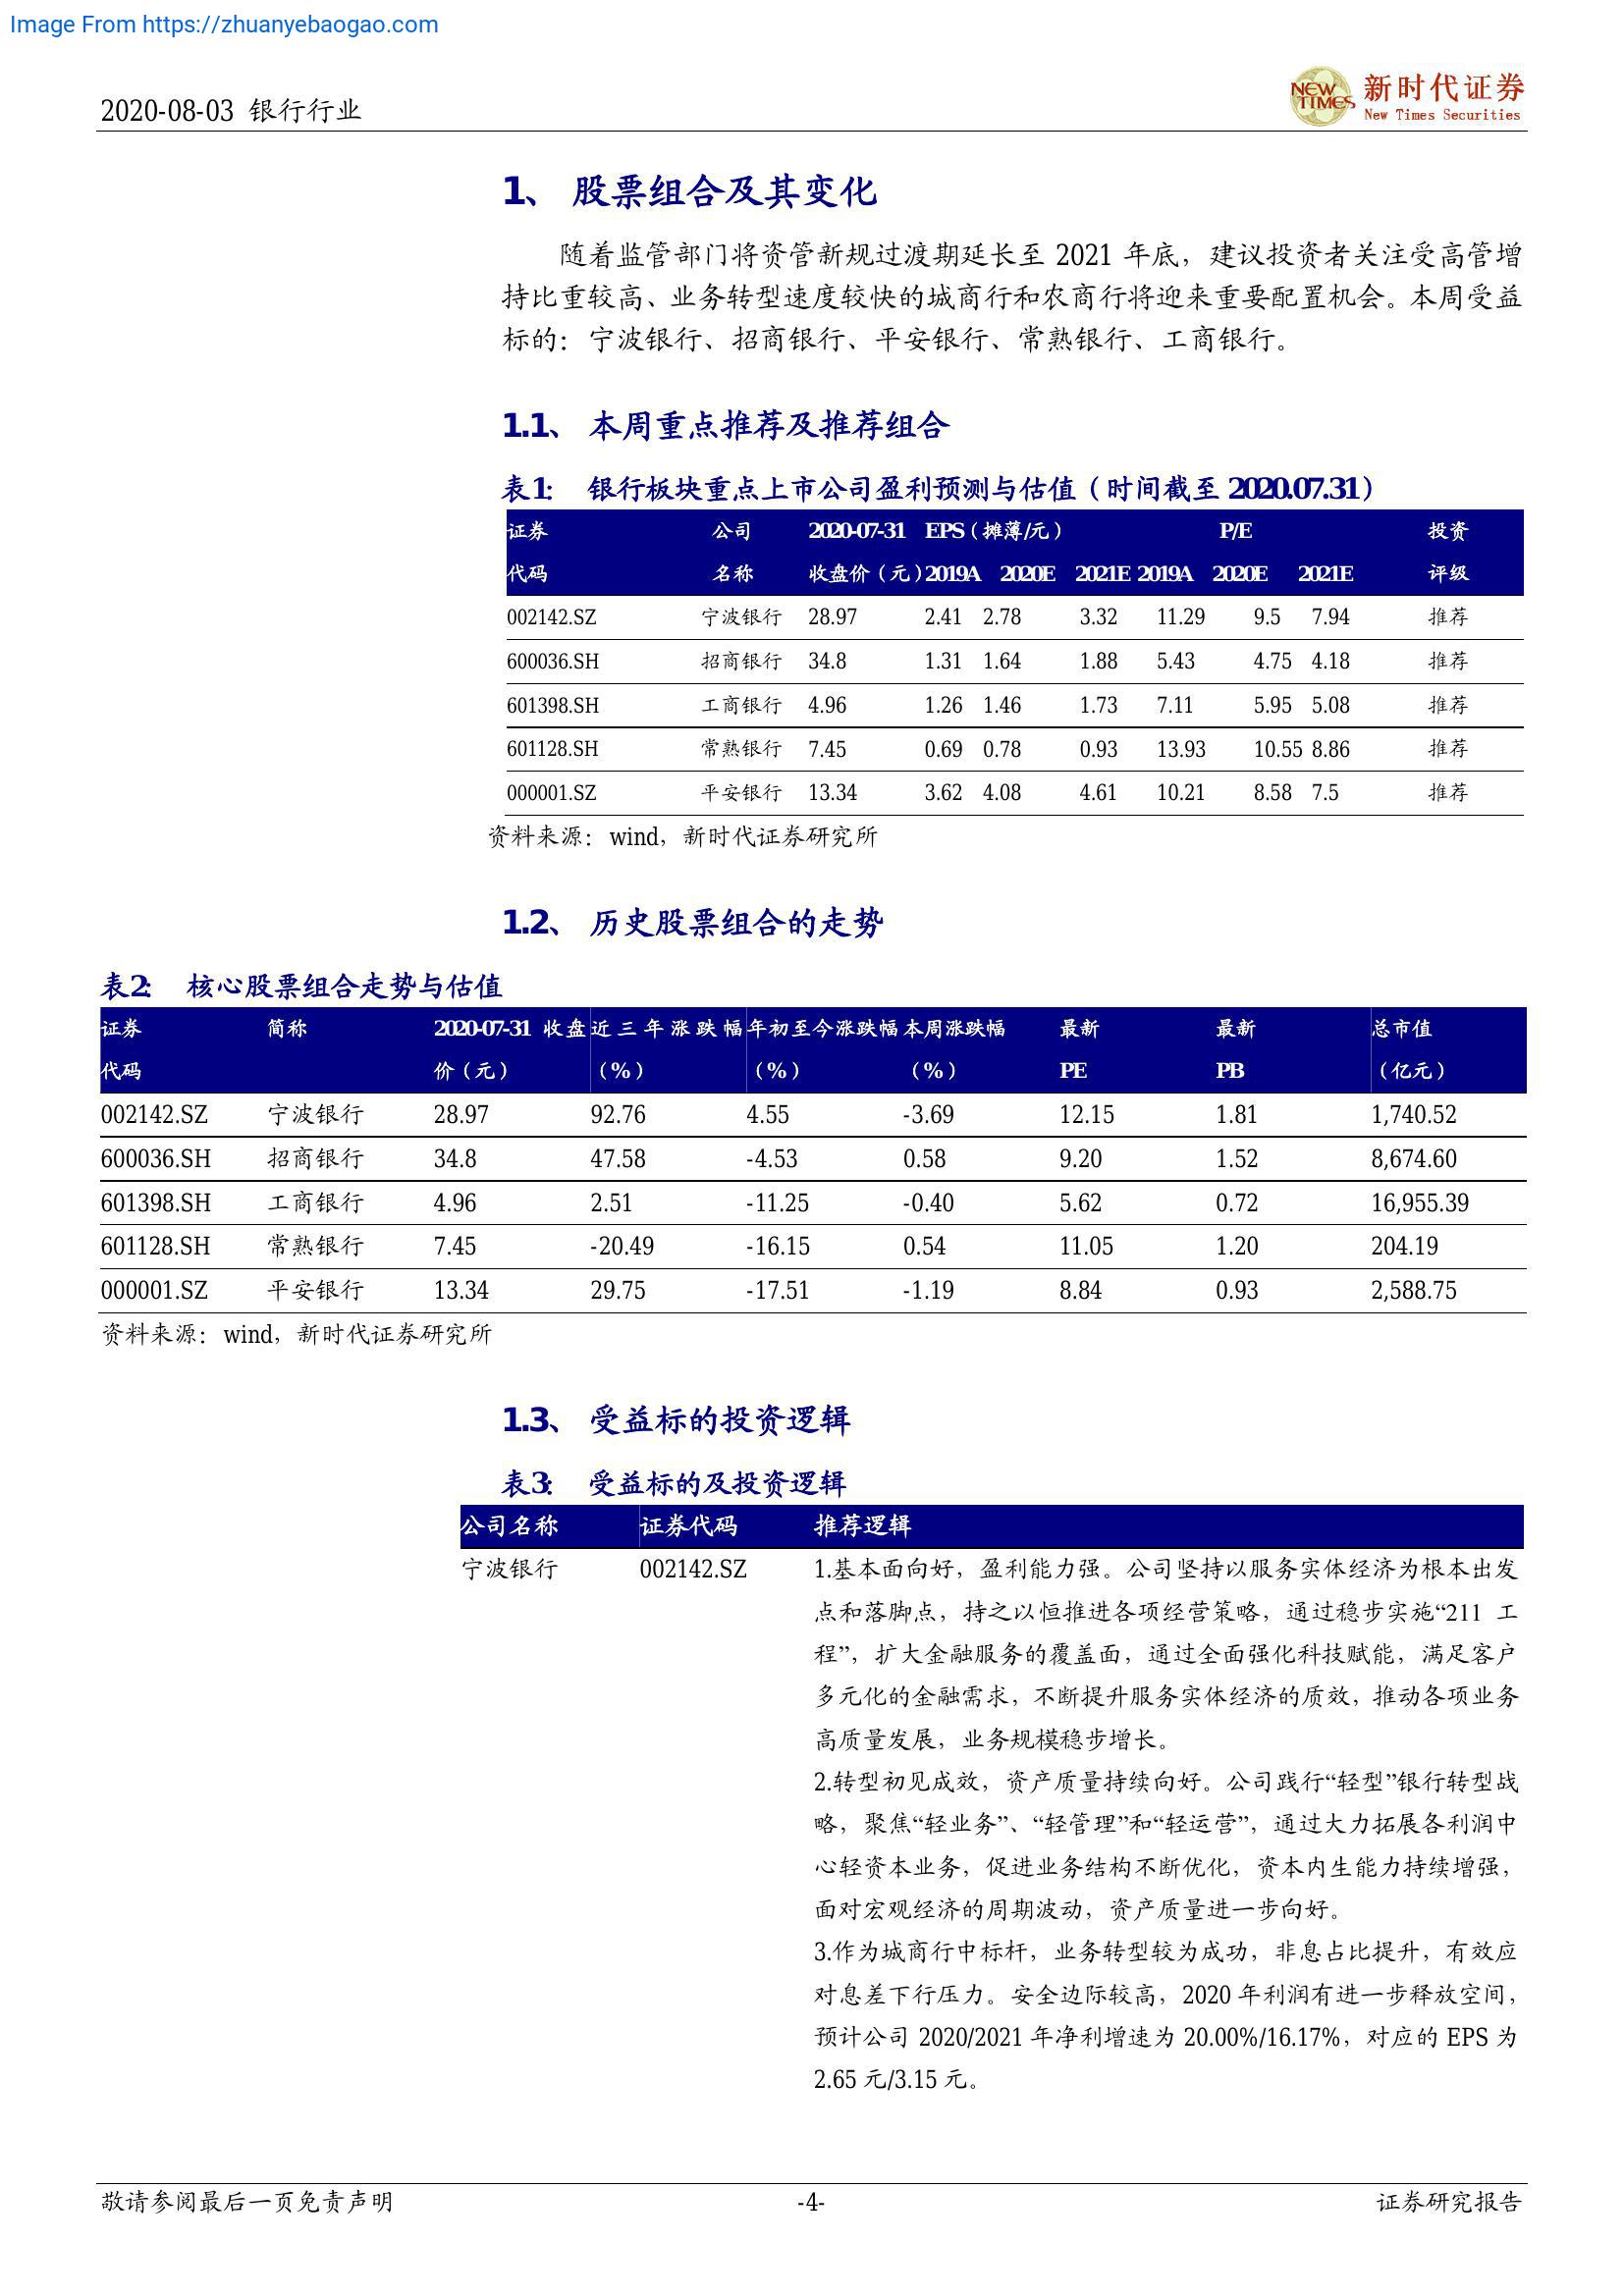 Image From https://zhuanyebaogao.com
2020-08-03 银行行业
NEW TIMES 新时代证券
New Times Securities
1、 股票组合及其变化
随着监管部门将资管新规过渡期延长至 2021 年底，建议投资者关注受高管增
持比重较高、业务转型速度较快的城商行和农商行将迎来重要配置机会。本周受益
标的：宁波银行、招商银行、平安银行、常熟银行、工商银行。
1.1、 本周重点推荐及推荐组合
表1： 银行板块重点上市公司盈利预测与估值（时间截至 2020.07.31）
证券 公司 2020-07-31 EPS（摊薄/元） P/E 投资
代码 名称 收盘价（元） 2019A 2020E 2021E 2019A 2020E 2021E 评级
002142.SZ 宁波银行 28.97 2.41 2.78 3.32 11.29 9.5 7.94 推荐
600036.SH 招商银行 34.8 1.31 1.64 1.88 5.43 4.75 4.18 推荐
601398.SH 工商银行 4.96 1.26 1.46 1.73 7.11 5.95 5.08 推荐
601128.SH 常熟银行 7.45 0.69 0.78 0.93 13.93 10.55 8.86 推荐
000001.SZ 平安银行 13.34 3.62 4.08 4.61 10.21 8.58 7.5 推荐
资料来源：wind，新时代证券研究所
1.2、 历史股票组合的走势
表2： 核心股票组合走势与估值
证券 简称 2020-07-31 收盘 近三年涨跌幅 年初至今涨跌幅 本周涨跌幅 最新 最新 总市值
代码 价（元） （%） （%） （%） PE PB （亿元）
002142.SZ 宁波银行 28.97 92.76 4.55 -3.69 12.15 1.81 1,740.52
600036.SH 招商银行 34.8 47.58 -4.53 0.58 9.20 1.52 8,674.60
601398.SH 工商银行 4.96 2.51 -11.25 -0.40 5.62 0.72 16,955.39
601128.SH 常熟银行 7.45 -20.49 -16.15 0.54 11.05 1.20 204.19
000001.SZ 平安银行 13.34 29.75 -17.51 -1.19 8.84 0.93 2,588.75
资料来源：wind，新时代证券研究所
1.3、 受益标的投资逻辑
表3： 受益标的及投资逻辑
公司名称 证券代码 推荐逻辑
宁波银行 002142.SZ 1.基本面向好，盈利能力强。公司坚持以服务实体经济为根本出发
点和落脚点，持之以恒推进各项经营策略，通过稳步实施“211 工
程”，扩大金融服务的覆盖面，通过全面强化科技赋能，满足客户
多元化的金融需求，不断提升服务实体经济的质效，推动各项业务
高质量发展，业务规模稳步增长。
2.转型初见成效，资产质量持续向好。公司践行“轻型”银行转型战
略，聚焦“轻业务”、“轻管理”和“轻运营”，通过大力拓展各利润中
心轻资本业务，促进业务结构不断优化，资本内生能力持续增强，
面对宏观经济的周期波动，资产质量进一步向好。
3.作为城商行中标杆，业务转型较为成功，非息占比提升，有效应
对息差下行压力。安全边际较高，2020 年利润有进一步释放空间，
预计公司 2020/2021 年净利增速为 20.00%/16.17%，对应的 EPS 为
2.65 元/3.15 元。
敬请参阅最后一页免责声明 -4- 证券研究报告